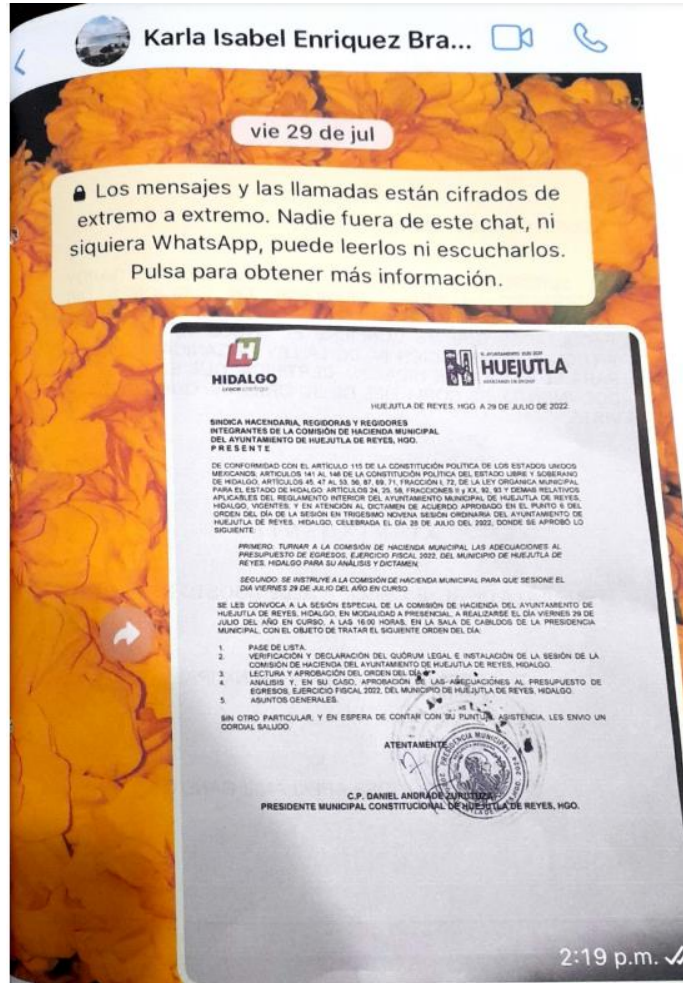 Karla Isabel Enriquez Bra...
vie 29 de jul
Los mensajes y las llamadas están cifrados de
extremo a extremo. Nadie fuera de este chat, ni
siquiera WhatsApp, puede leerlos ni escucharlos.
Pulsa para obtener más información.
HIDALGO
HUEJUTLA
HUEJUTLA DE REYES, HGO. A 29 DE JULIO DE 2022.
SINDICA HACENDARIA, REGIDORAS Y REGIDORES
INTEGRANTES DE LA COMISIÓN DE HACIENDA MUNICIPAL
DEL AYUNTAMIENTO DE HUEJUTLA DE REYES, HGO.
P R E S E N T E
DE CONFORMIDAD CON EL ARTÍCULO 115 DE LA CONSTITUCIÓN POLÍTICA DE LOS ESTADOS UNIDOS
MEXICANOS; ARTICULOS 141 AL 146 DE LA CONSTITUCIÓN POLÍTICA DEL ESTADO LIBRE Y SOBERANO
DE HIDALGO; ARTÍCULOS 45, 47 AL 53, 56, 67, 69, 71, FRACCIÓN I, 72, DE LA LEY ORGANICA MUNICIPAL
PARA EL ESTADO DE HIDALGO; ARTÍCULOS 24, 25, 58, FRACCIONES II y XX, 92, 93 Y DEMAS RELATIVOS
APLICABLES DEL REGLAMENTO INTERIOR DEL AYUNTAMIENTO MUNICIPAL DE HUEJUTLA DE REYES,
HIDALGO, VIGENTES; Y EN ATENCIÓN AL DICTAMEN DE ACUERDO APROBADO EN EL PUNTO 6 DEL
ORDEN DEL DÍA DE LA SESIÓN EN TRIGESIMO NOVENA SESIÓN ORDINARIA DEL AYUNTAMIENTO DE
HUEJUTLA DE REYES, HIDALGO, CELEBRADA EL DÍA 28 DE JULIO DEL 2022, DONDE SE APROBÓ LO
SIGUIENTE:
PRIMERO: TURNAR A LA COMISIÓN DE HACIENDA MUNICIPAL LAS ADECUACIONES AL
PRESUPUESTO DE EGRESOS, EJERCICIO FISCAL 2022, DEL MUNICIPIO DE HUEJUTLA DE
REYES, HIDALGO PARA SU ANÁLISIS Y DICTAMEN;
SEGUNDO: SE INSTRUYE A LA COMISIÓN DE HACIENDA MUNICIPAL PARA QUE SESIONE EL
DIA VIERNES 29 DE JULIO DEL AÑO EN CURSO.
SE LES CONVOCA A LA SESIÓN ESPECIAL DE LA COMISIÓN DE HACIENDA DEL AYUNTAMIENTO DE
HUEJUTLA DE REYES, HIDALGO, EN MODALIDAD A PRESENCIAL, A REALIZARSE EL DÍA VIERNES 29 DE
JULIO DEL AÑO EN CURSO, A LAS 16:00 HORAS, EN LA SALA DE CABILDOS DE LA PRESIDENCIA
MUNICIPAL, CON EL OBJETO DE TRATAR EL SIGUIENTE ORDEN DEL DÍA:
1. PASE DE LISTA.
2. VERIFICACIÓN Y DECLARACIÓN DEL QUÓRUM LEGAL E INSTALACIÓN DE LA SESIÓN DE LA
COMISIÓN DE HACIENDA DEL AYUNTAMIENTO DE HUEJUTLA DE REYES, HIDALGO.
3. LECTURA Y APROBACIÓN DEL ORDEN DEL DÍA
4. ANALISIS Y, EN SU CASO, APROBACIÓN DE LAS ADECUACIONES AL PRESUPUESTO DE
EGRESOS, EJERCICIO FISCAL 2022, DEL MUNICIPIO DE HUEJUTLA DE REYES, HIDALGO.
5. ASUNTOS GENERALES.
SIN OTRO PARTICULAR, Y EN ESPERA DE CONTAR CON SU PUNTUAL ASISTENCIA, LES ENVIO UN
CORDIAL SALUDO.
ATENTAMENTE
PRESIDENCIA MUNICIPAL
C.P. DANIEL ANDRADE ZURUTUZA
PRESIDENTE MUNICIPAL CONSTITUCIONAL DE HUEJUTLA DE REYES, HGO.
2:19 p.m.